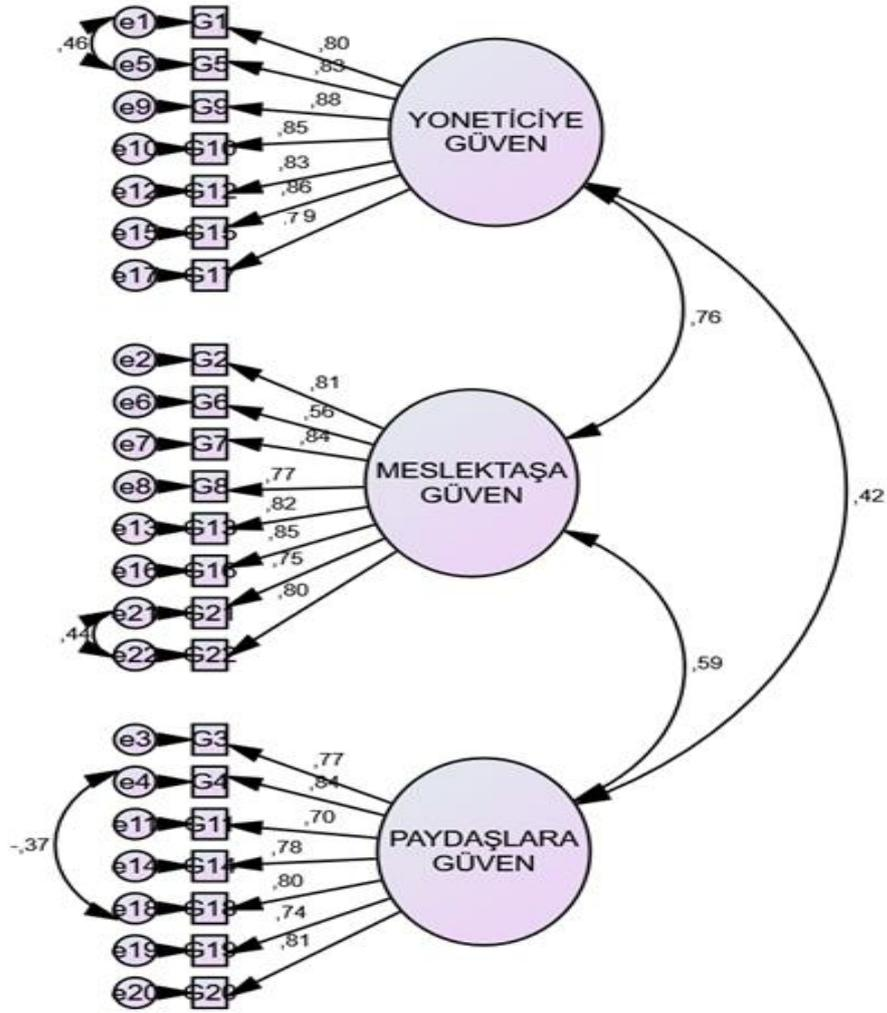 e1 G1 ,80
,46
e5 G5 ,83
e9 G9 ,88
e10 G10 ,85
e12 G12 ,83
e15 G15 ,86
e17 G17 ,79
YONETİCİYE
GÜVEN
,76
e2 G2 ,81
e6 G6 ,56
e7 G7 ,84
e8 G8 ,77
e13 G13 ,82
e16 G16 ,85
e21 G21 ,75
,44
e22 G22 ,80
MESLEKTAŞA
GÜVEN
,42
,59
e3 G3 ,77
e4 G4 ,84
e11 G11 ,70
-,37
e14 G14 ,78
e18 G18 ,80
e19 G19 ,74
e20 G20 ,81
PAYDAŞLARA
GÜVEN